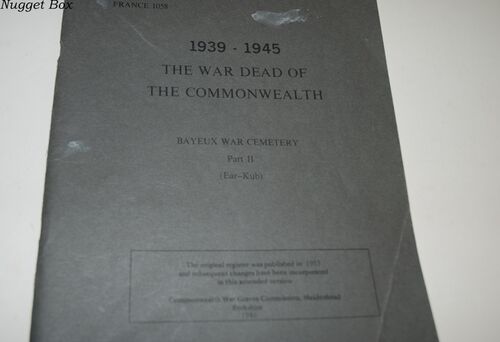 Nugget Box
FRANCE 1058
1939 - 1945
THE WAR DEAD OF
THE COMMONWEALTH
BAYEUX WAR CEMETERY
Part II
(Ear-Kub)
The original register was published in 1955
and subsequent changes have been incorporated
in this amended version
Commonwealth War Graves Commission, Maidenhead
Berkshire